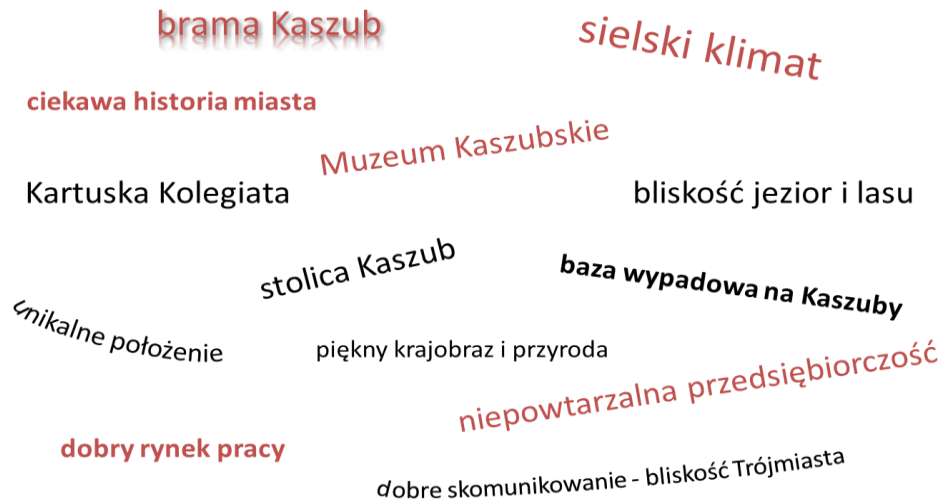 brama Kaszub
sielski klimat
ciekawa historia miasta
Muzeum Kaszubskie
Kartuska Kolegiata
bliskość jezior i lasu
stolica Kaszub
baza wypadowa na Kaszuby
unikalne położenie
piękny krajobraz i przyroda
niepowtarzalna przedsiębiorczość
dobry rynek pracy
dobre skomunikowanie - bliskość Trójmiasta